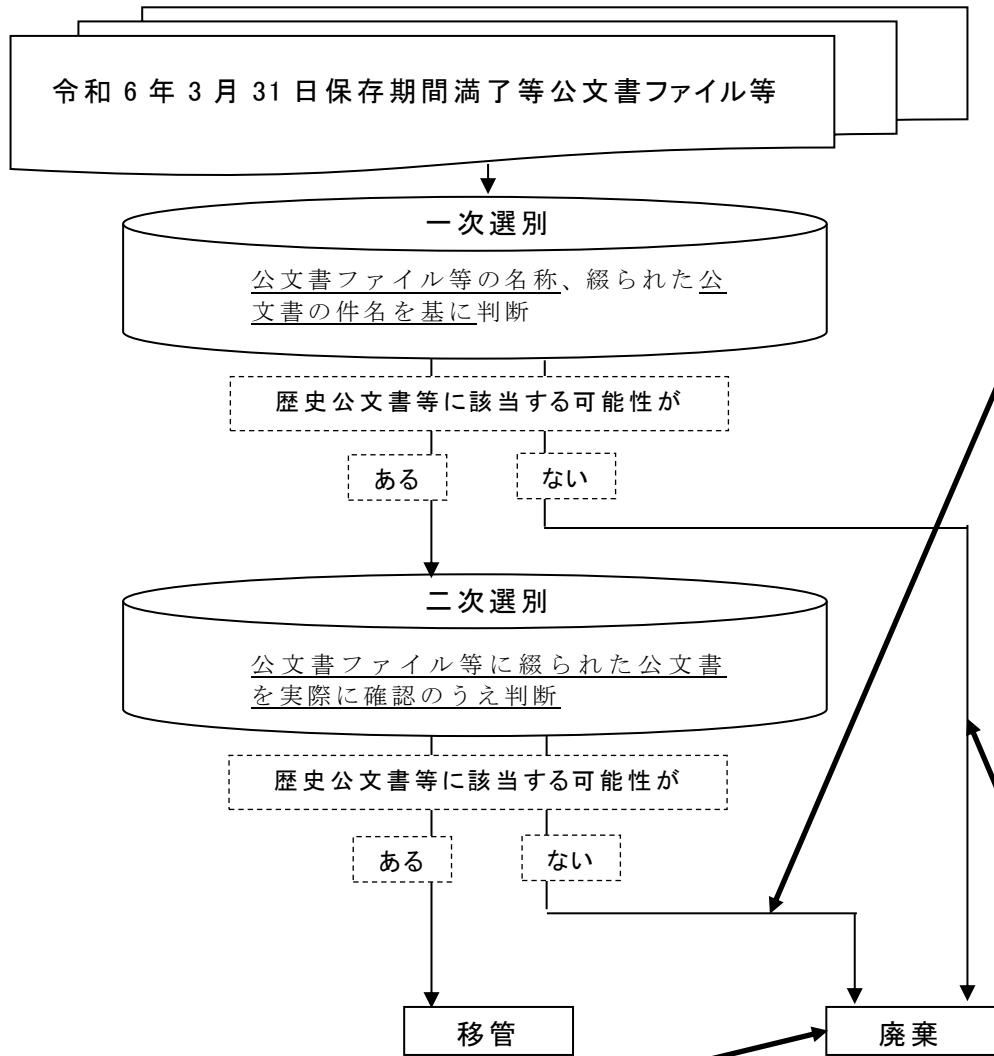 令和6年3月31日保存期間満了等公文書ファイル等
一次選別
公文書ファイル等の名称、綴られた公
文書の件名を基に判断
歴史公文書等に該当する可能性が
ある
ない
二次選別
公文書ファイル等に綴られた公文書
を実際に確認のうえ判断
歴史公文書等に該当する可能性が
ある
ない
移管
廃棄